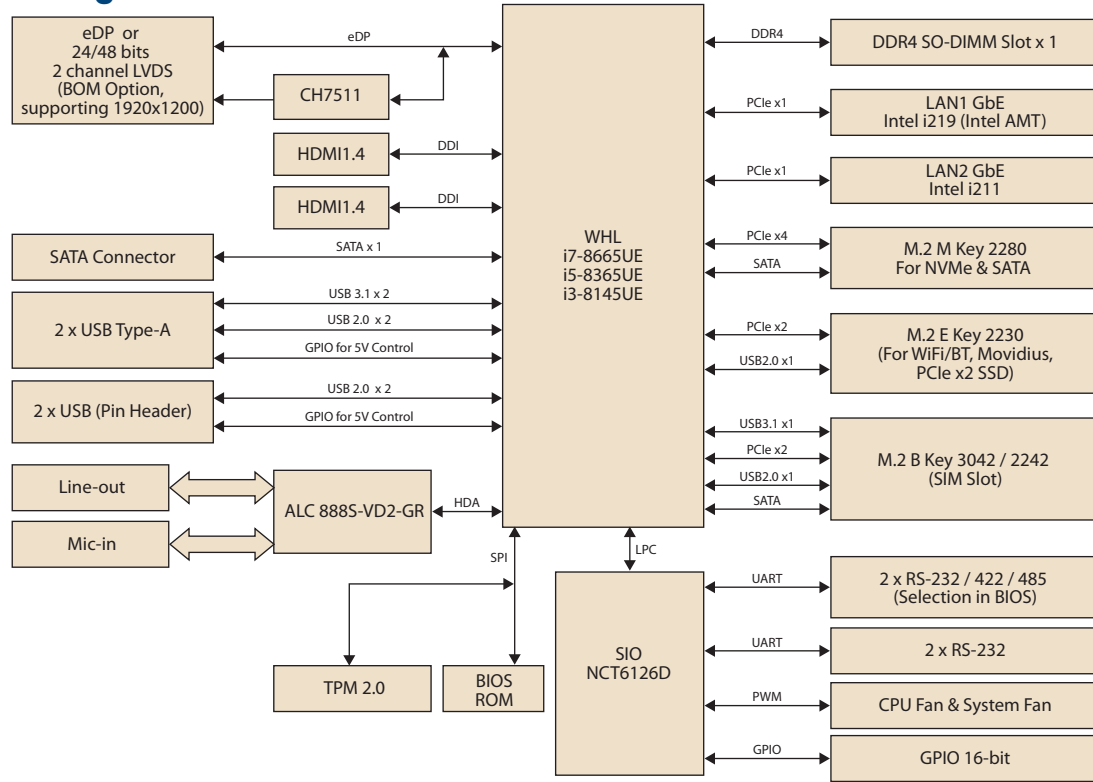 eDP or
24/48 bits
2 channel LVDS
(BOM Option,
supporting 1920x1200)
eDP
CH7511
HDMI1.4
DDI
HDMI1.4
DDI
SATA Connector
SATA x 1
2 x USB Type-A
USB 3.1 x 2
USB 2.0 x 2
GPIO for 5V Control
2 x USB (Pin Header)
USB 2.0 x 2
GPIO for 5V Control
Line-out
Mic-in
ALC 888S-VD2-GR
HDA
WHL
i7-8665UE
i5-8365UE
i3-8145UE
SPI
LPC
TPM 2.0
BIOS
ROM
SIO
NCT6126D
DDR4
DDR4 SO-DIMM Slot x 1
PCIe x1
LAN1 GbE
Intel i219 (Intel AMT)
PCIe x1
LAN2 GbE
Intel i211
PCIe x4
SATA
M.2 M Key 2280
For NVMe & SATA
PCIe x2
USB2.0 x1
M.2 E Key 2230
(For WiFi/BT, Movidius,
PCIe x2 SSD)
USB3.1 x1
PCIe x2
USB2.0 x1
SATA
M.2 B Key 3042 / 2242
(SIM Slot)
UART
2 x RS-232 / 422 / 485
(Selection in BIOS)
UART
2 x RS-232
PWM
CPU Fan & System Fan
GPIO
GPIO 16-bit